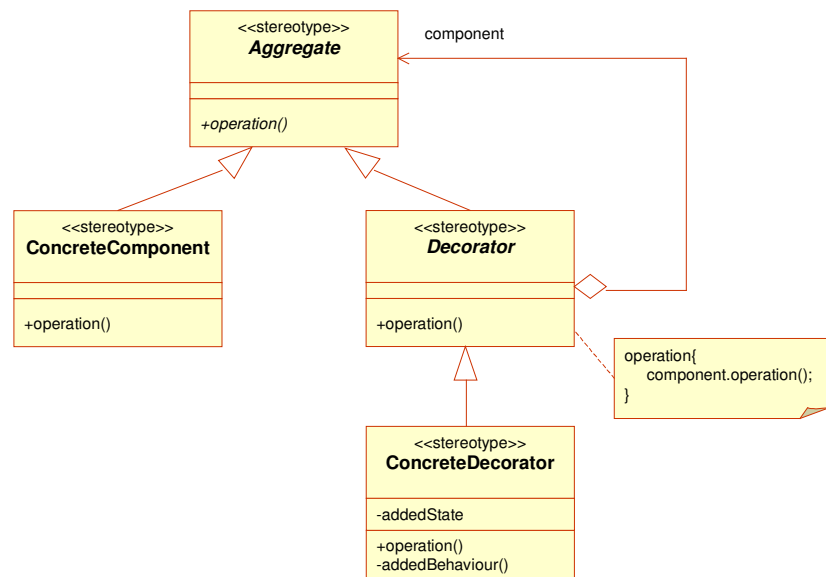 <<stereotype>>
Aggregate
+operation()
component
<<stereotype>>
ConcreteComponent
+operation()
<<stereotype>>
Decorator
+operation()
operation{
component.operation();
}
<<stereotype>>
ConcreteDecorator
-addedState
+operation()
-addedBehaviour()